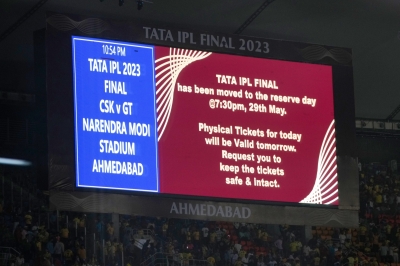 TATA IPL FINAL 2023
10:54 PM
TATA IPL 2023
FINAL
CSK v GT
NARENDRA MODI
STADIUM
AHMEDABAD
TATA IPL FINAL
has been moved to the reserve day
@7:30pm, 29th May.
Physical Tickets for today
will be Valid tomorrow.
Request you to
keep the tickets
safe & intact.
AHMEDABAD